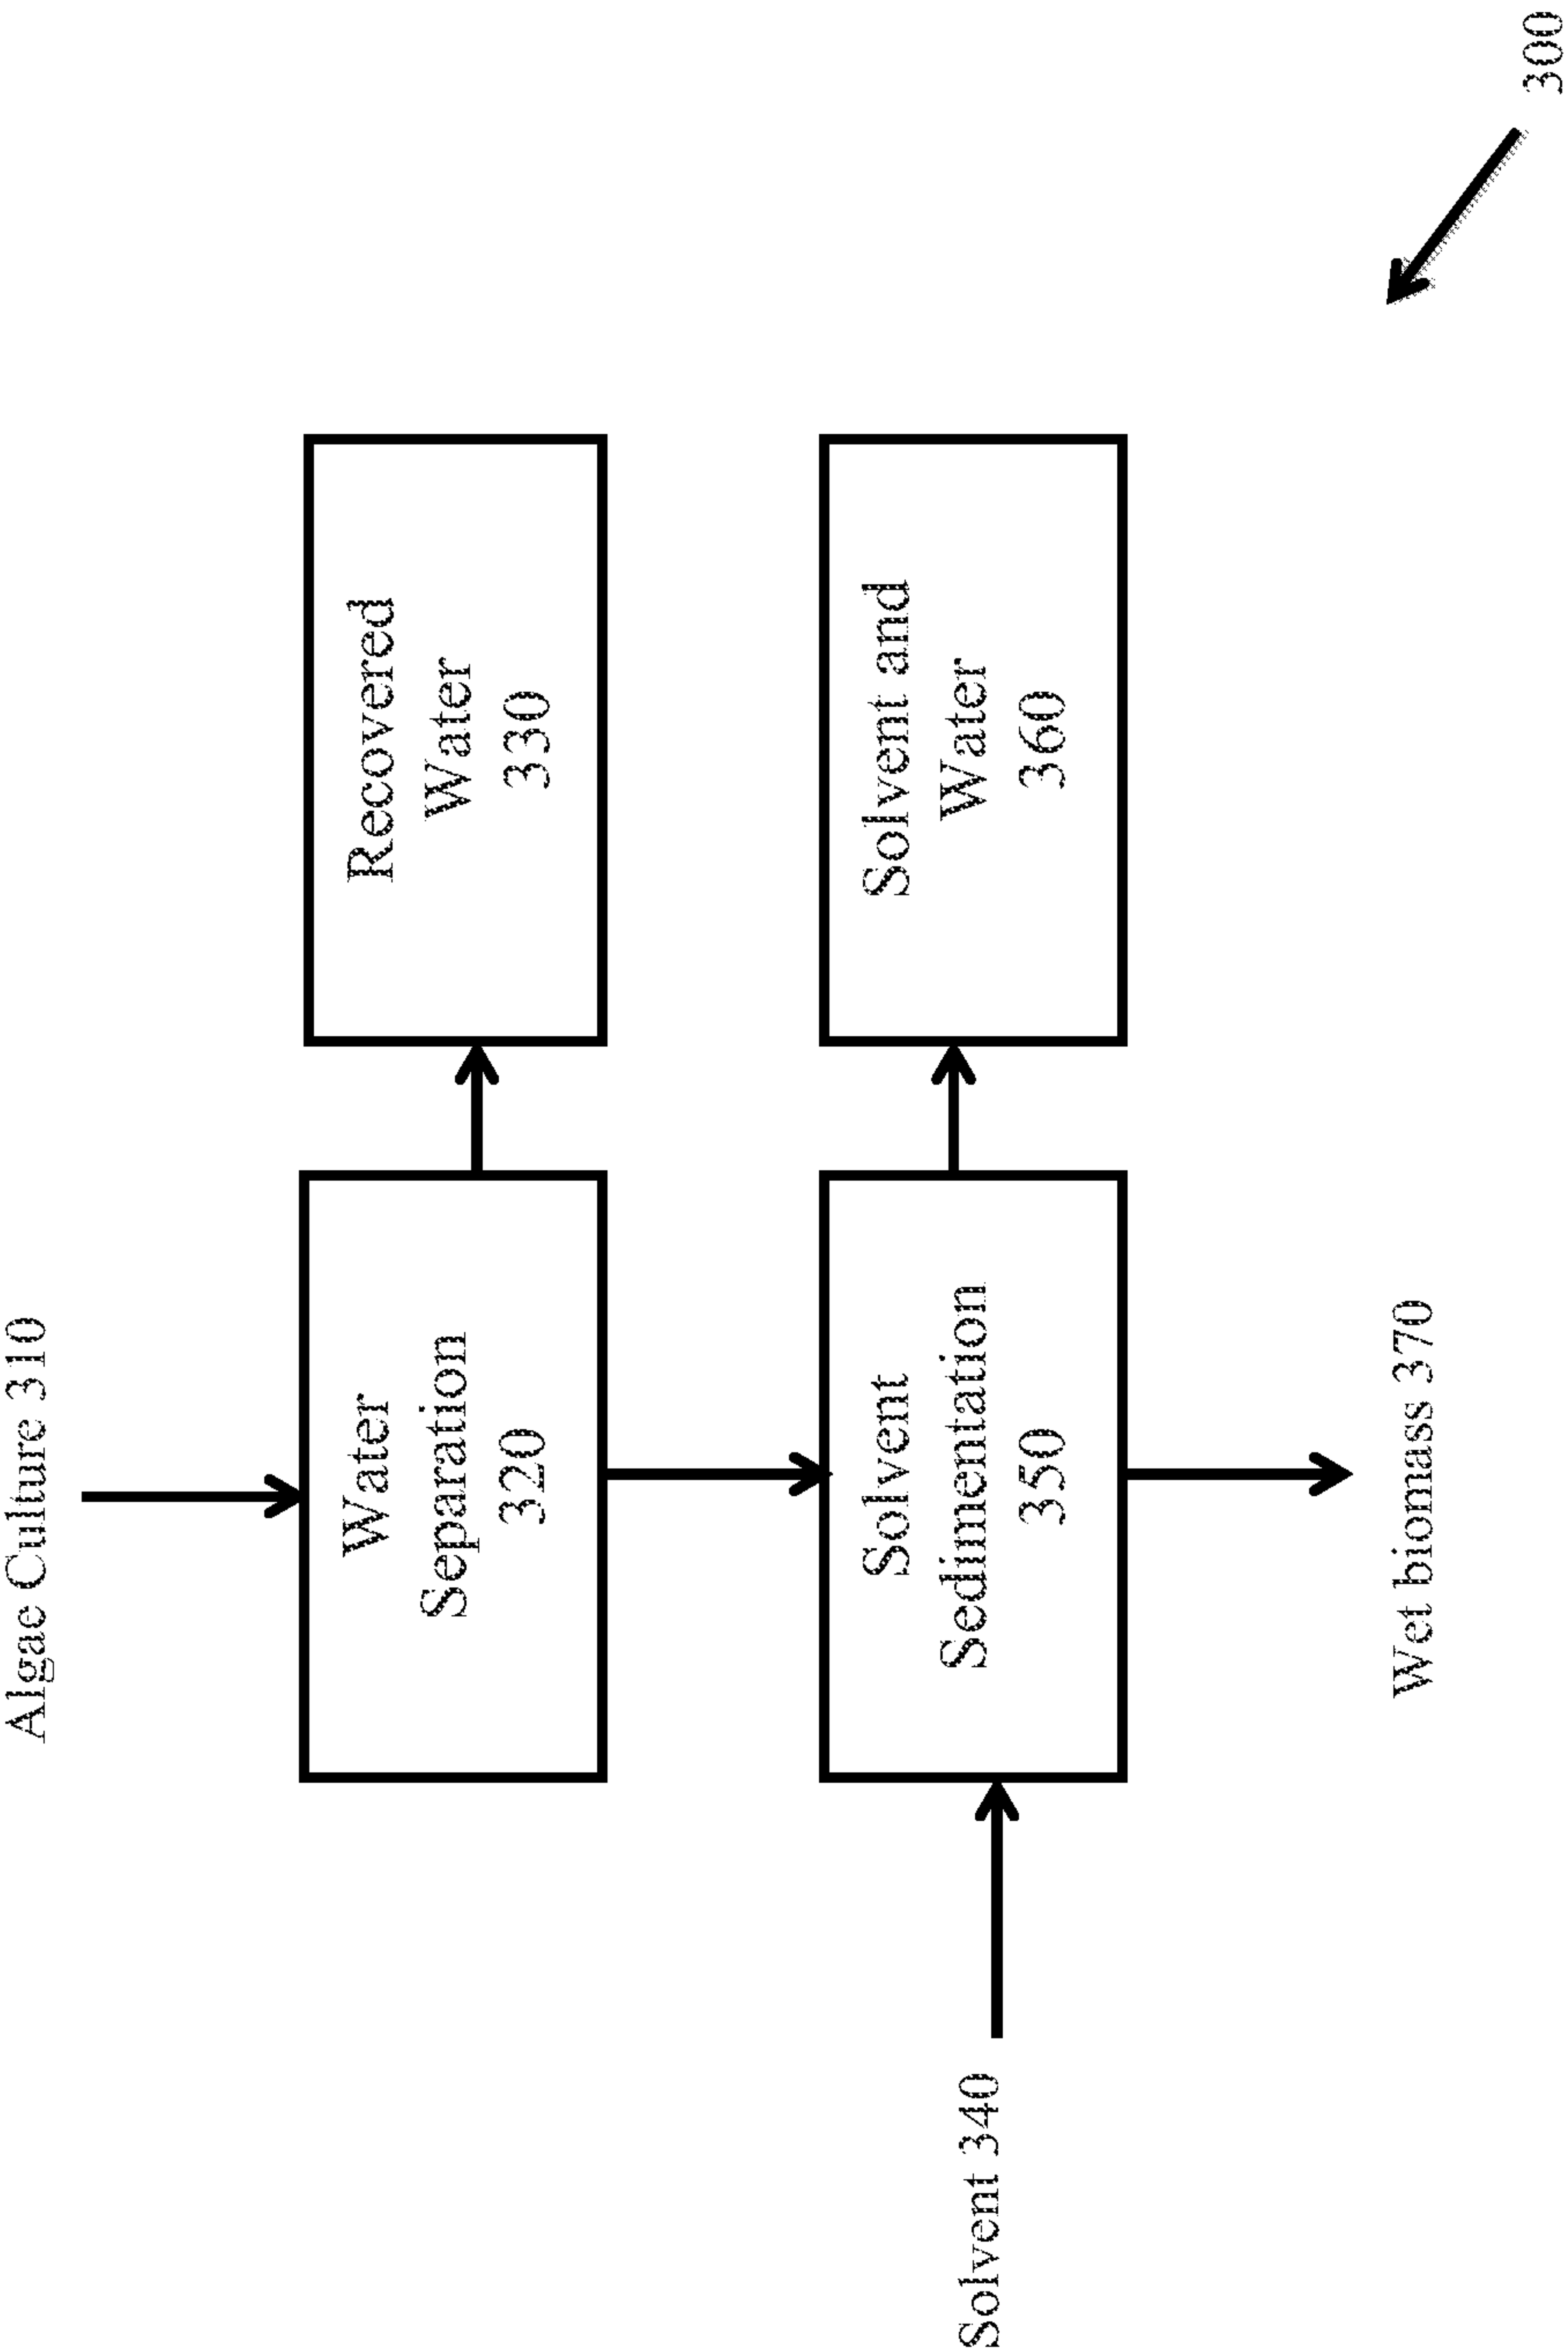 Algae Culture 310
Water
Separation
320
Recovered
Water
330
Solvent 340
Solvent
Sedimentation
350
Solvent and
Water
360
Wet biomass 370
300